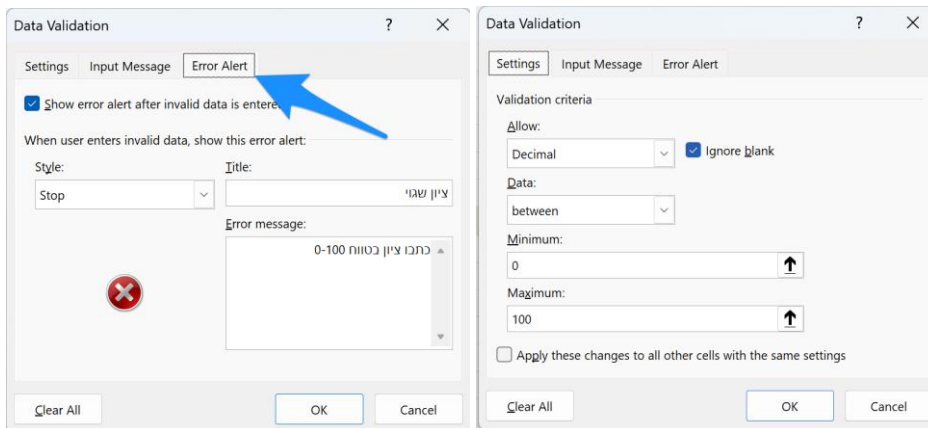 Data Validation ? ×
Settings Input Message Error Alert
Show error alert after invalid data is entere
When user enters invalid data, show this error alert:
Style: Title:
Stop ציון שגוי
Error message:
כתבו ציון בטווח 0-100
Clear All OK Cancel
Data Validation ? ×
Settings Input Message Error Alert
Validation criteria
Allow:
Decimal Ignore blank
Data:
between
Minimum:
0
Maximum:
100
Apply these changes to all other cells with the same settings
Clear All OK Cancel